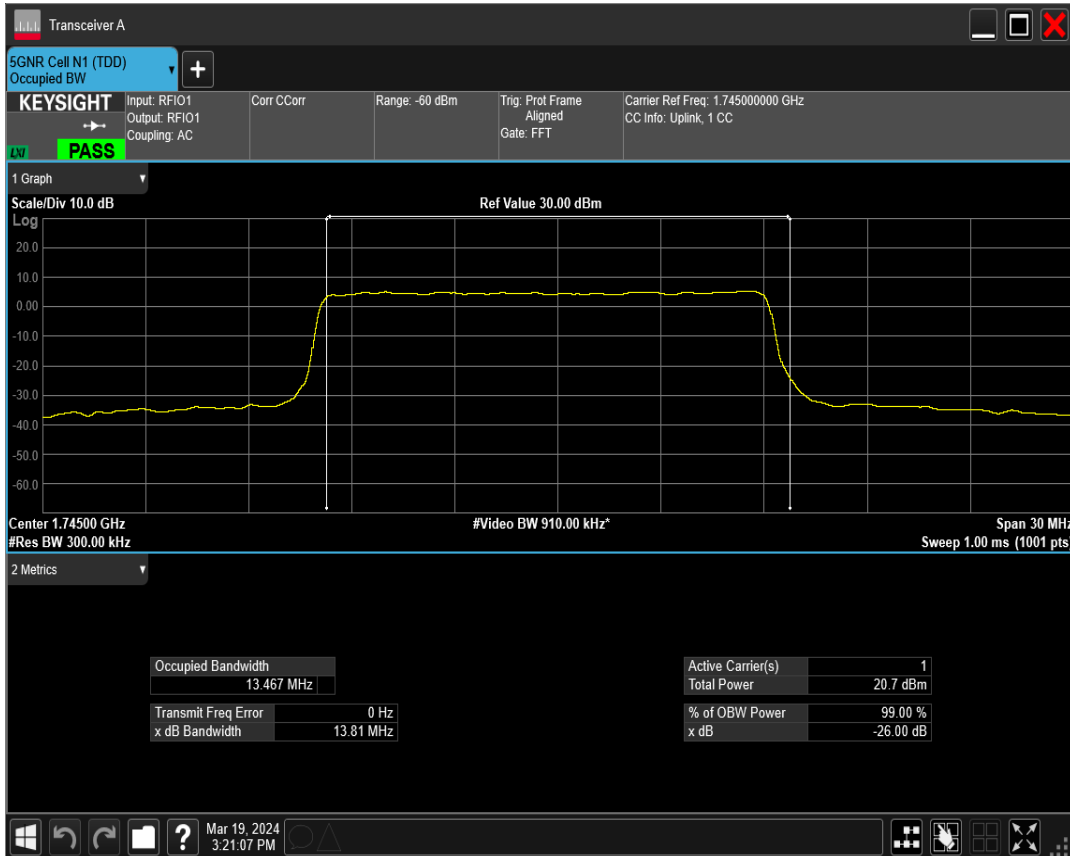 Transceiver A
5GNR Cell N1 (TDD)
Occupied BW
KEYSIGHT
LXI
PASS
Input: RFIO1
Output: RFIO1
Coupling: AC
Corr CCorr
Range: -60 dBm
Trig: Prot Frame
Aligned
Gate: FFT
Carrier Ref Freq: 1.745000000 GHz
CC Info: Uplink, 1 CC
1 Graph
Scale/Div 10.0 dB
Ref Value 30.00 dBm
Log
20.0
10.0
0.00
-10.0
-20.0
-30.0
-40.0
-50.0
-60.0
Center 1.74500 GHz
#Video BW 910.00 kHz*
Span 30 MHz
#Res BW 300.00 kHz
Sweep 1.00 ms (1001 pts)
2 Metrics
Occupied Bandwidth
13.467 MHz
Transmit Freq Error 0 Hz
x dB Bandwidth 13.81 MHz
Active Carrier(s) 1
Total Power 20.7 dBm
% of OBW Power 99.00 %
x dB -26.00 dB
?
Mar 19, 2024
3:21:07 PM